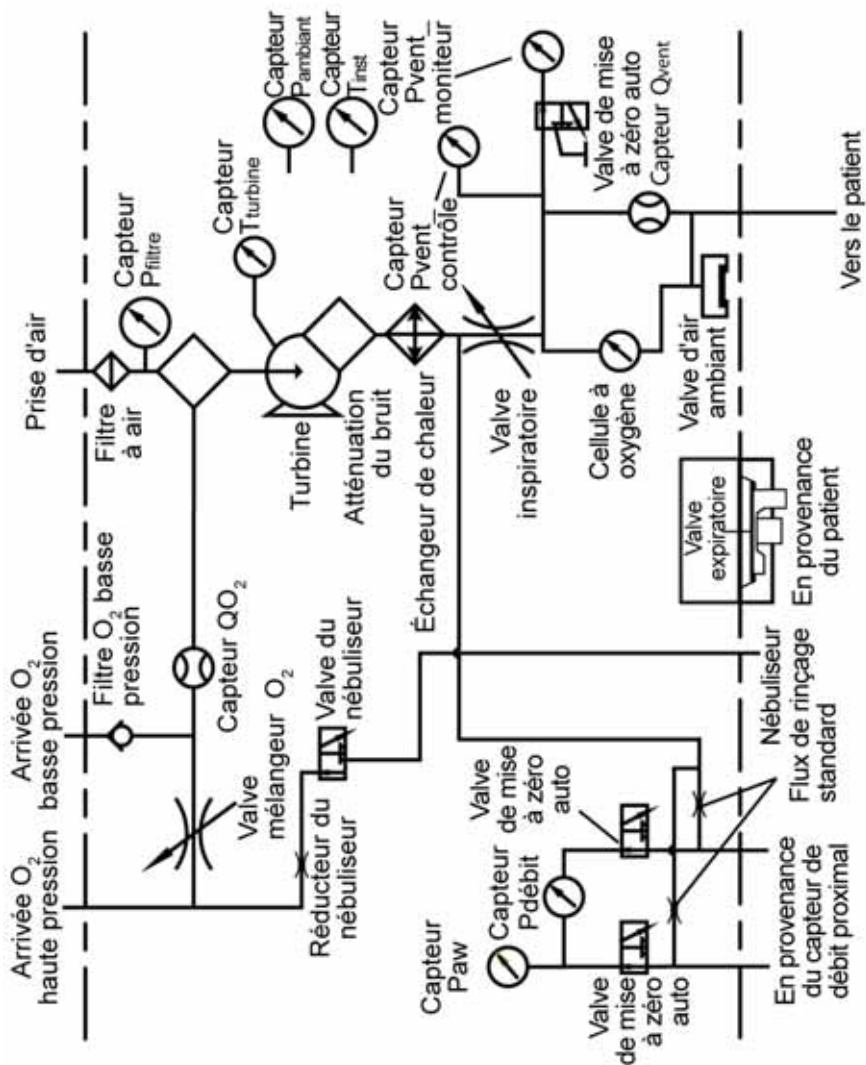 Arrivée O2
haute pression
Arrivée O2
basse pression
Prise d'air
Filtre O2 basse
pression
Filtre
à air
Capteur
Pfiltre
Capteur
Pambiant
Capteur
Tinst
Capteur
Tturbine
Valve
mélangeur O2
Capteur QO2
Turbine
Atténuation
du bruit
Échangeur de chaleur
Réducteur du
nébuliseur
Valve du
nébuliseur
Capteur
Pvent_
contrôle
Capteur
Pvent_
moniteur
Valve
inspiratoire
Valve de mise
à zéro auto
Capteur Qvent
Cellule à
oxygène
Valve d'air
ambiant
Capteur
Paw
Capteur
Pdébit
Valve
de mise
à zéro
auto
Valve
de mise
à zéro
auto
Valve
expiratoire
En provenance
du capteur de
débit proximal
Flux de rinçage
standard
Nébuliseur
En provenance
du patient
Vers le patient